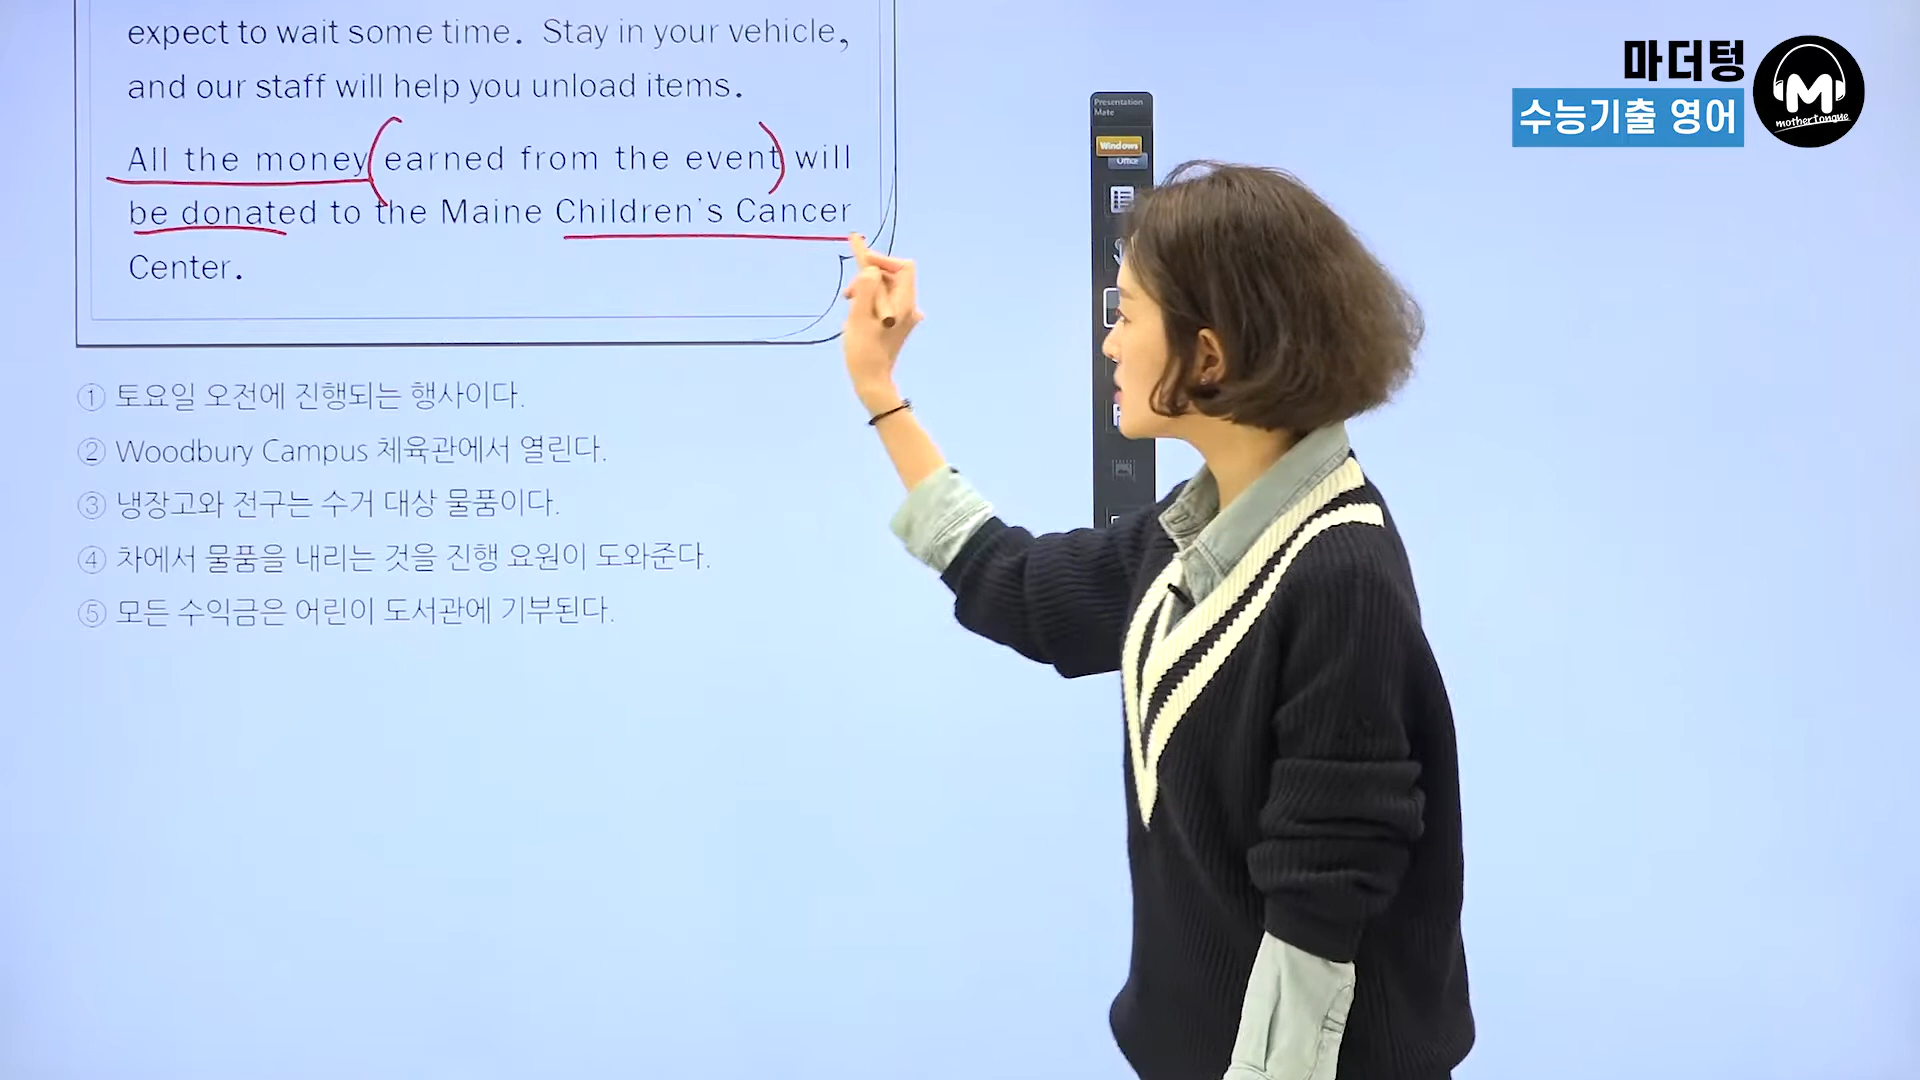 expect to wait some time. Stay in your vehicle,
and our staff will help you unload items.
All the money earned from the event will
be donated to the Maine Children's Cancer
Center.
① 토요일 오전에 진행되는 행사이다.
② Woodbury Campus 체육관에서 열린다.
③ 냉장고와 전구는 수거 대상 물품이다.
④ 차에서 물품을 내리는 것을 진행 요원이 도와준다.
⑤ 모든 수익금은 어린이 도서관에 기부된다.
Presentation
Mate
Windows
Office
마더텅
수능기출 영어
M
mothertongue